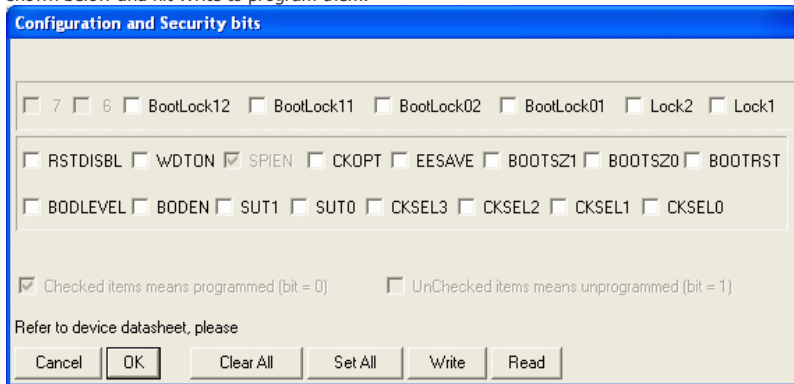 shown below and hit Write to program them.
Configuration and Security bits
7 6 BootLock12 BootLock11 BootLock02 BootLock01 Lock2 Lock1
RSTDISBL WDTON SPIEN CKOPT EESAVE BOOTSZ1 BOOTSZ0 BOOTRST
BODLEVEL BODEN SUT1 SUT0 CKSEL3 CKSEL2 CKSEL1 CKSEL0
Checked items means programmed (bit = 0) UnChecked items means unprogrammed (bit = 1)
Refer to device datasheet, please
Cancel OK Clear All Set All Write Read